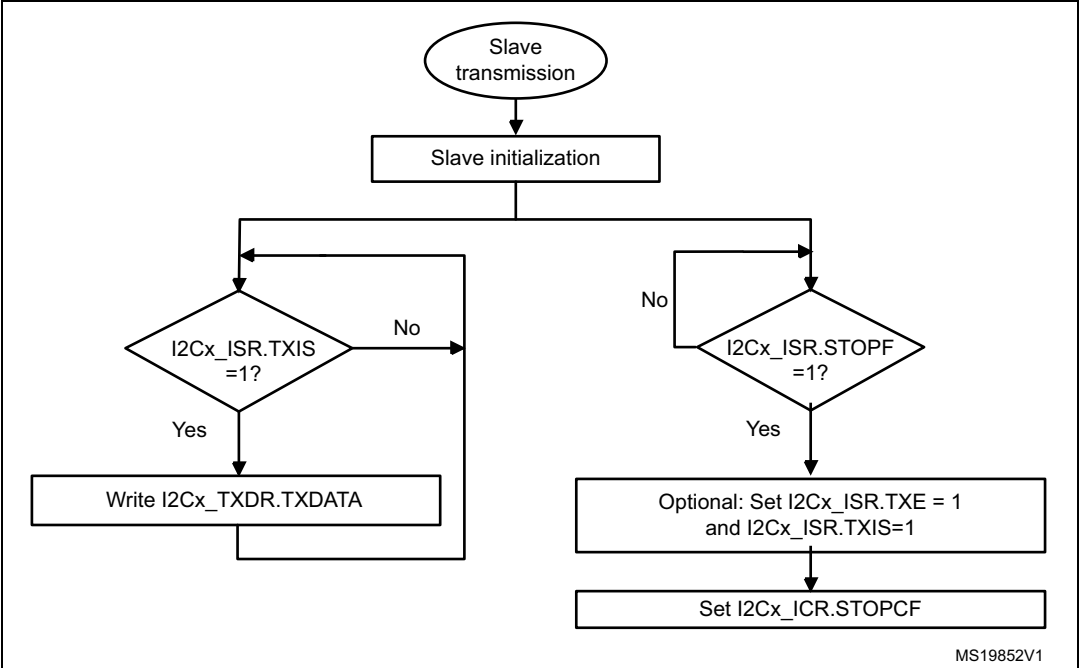 Slave
transmission
Slave initialization
I2Cx_ISR.TXIS
=1?
No
Yes
Write I2Cx_TXDR.TXDATA
No
I2Cx_ISR.STOPF
=1?
Yes
Optional: Set I2Cx_ISR.TXE = 1
and I2Cx_ISR.TXIS=1
Set I2Cx_ICR.STOPCF
MS19852V1